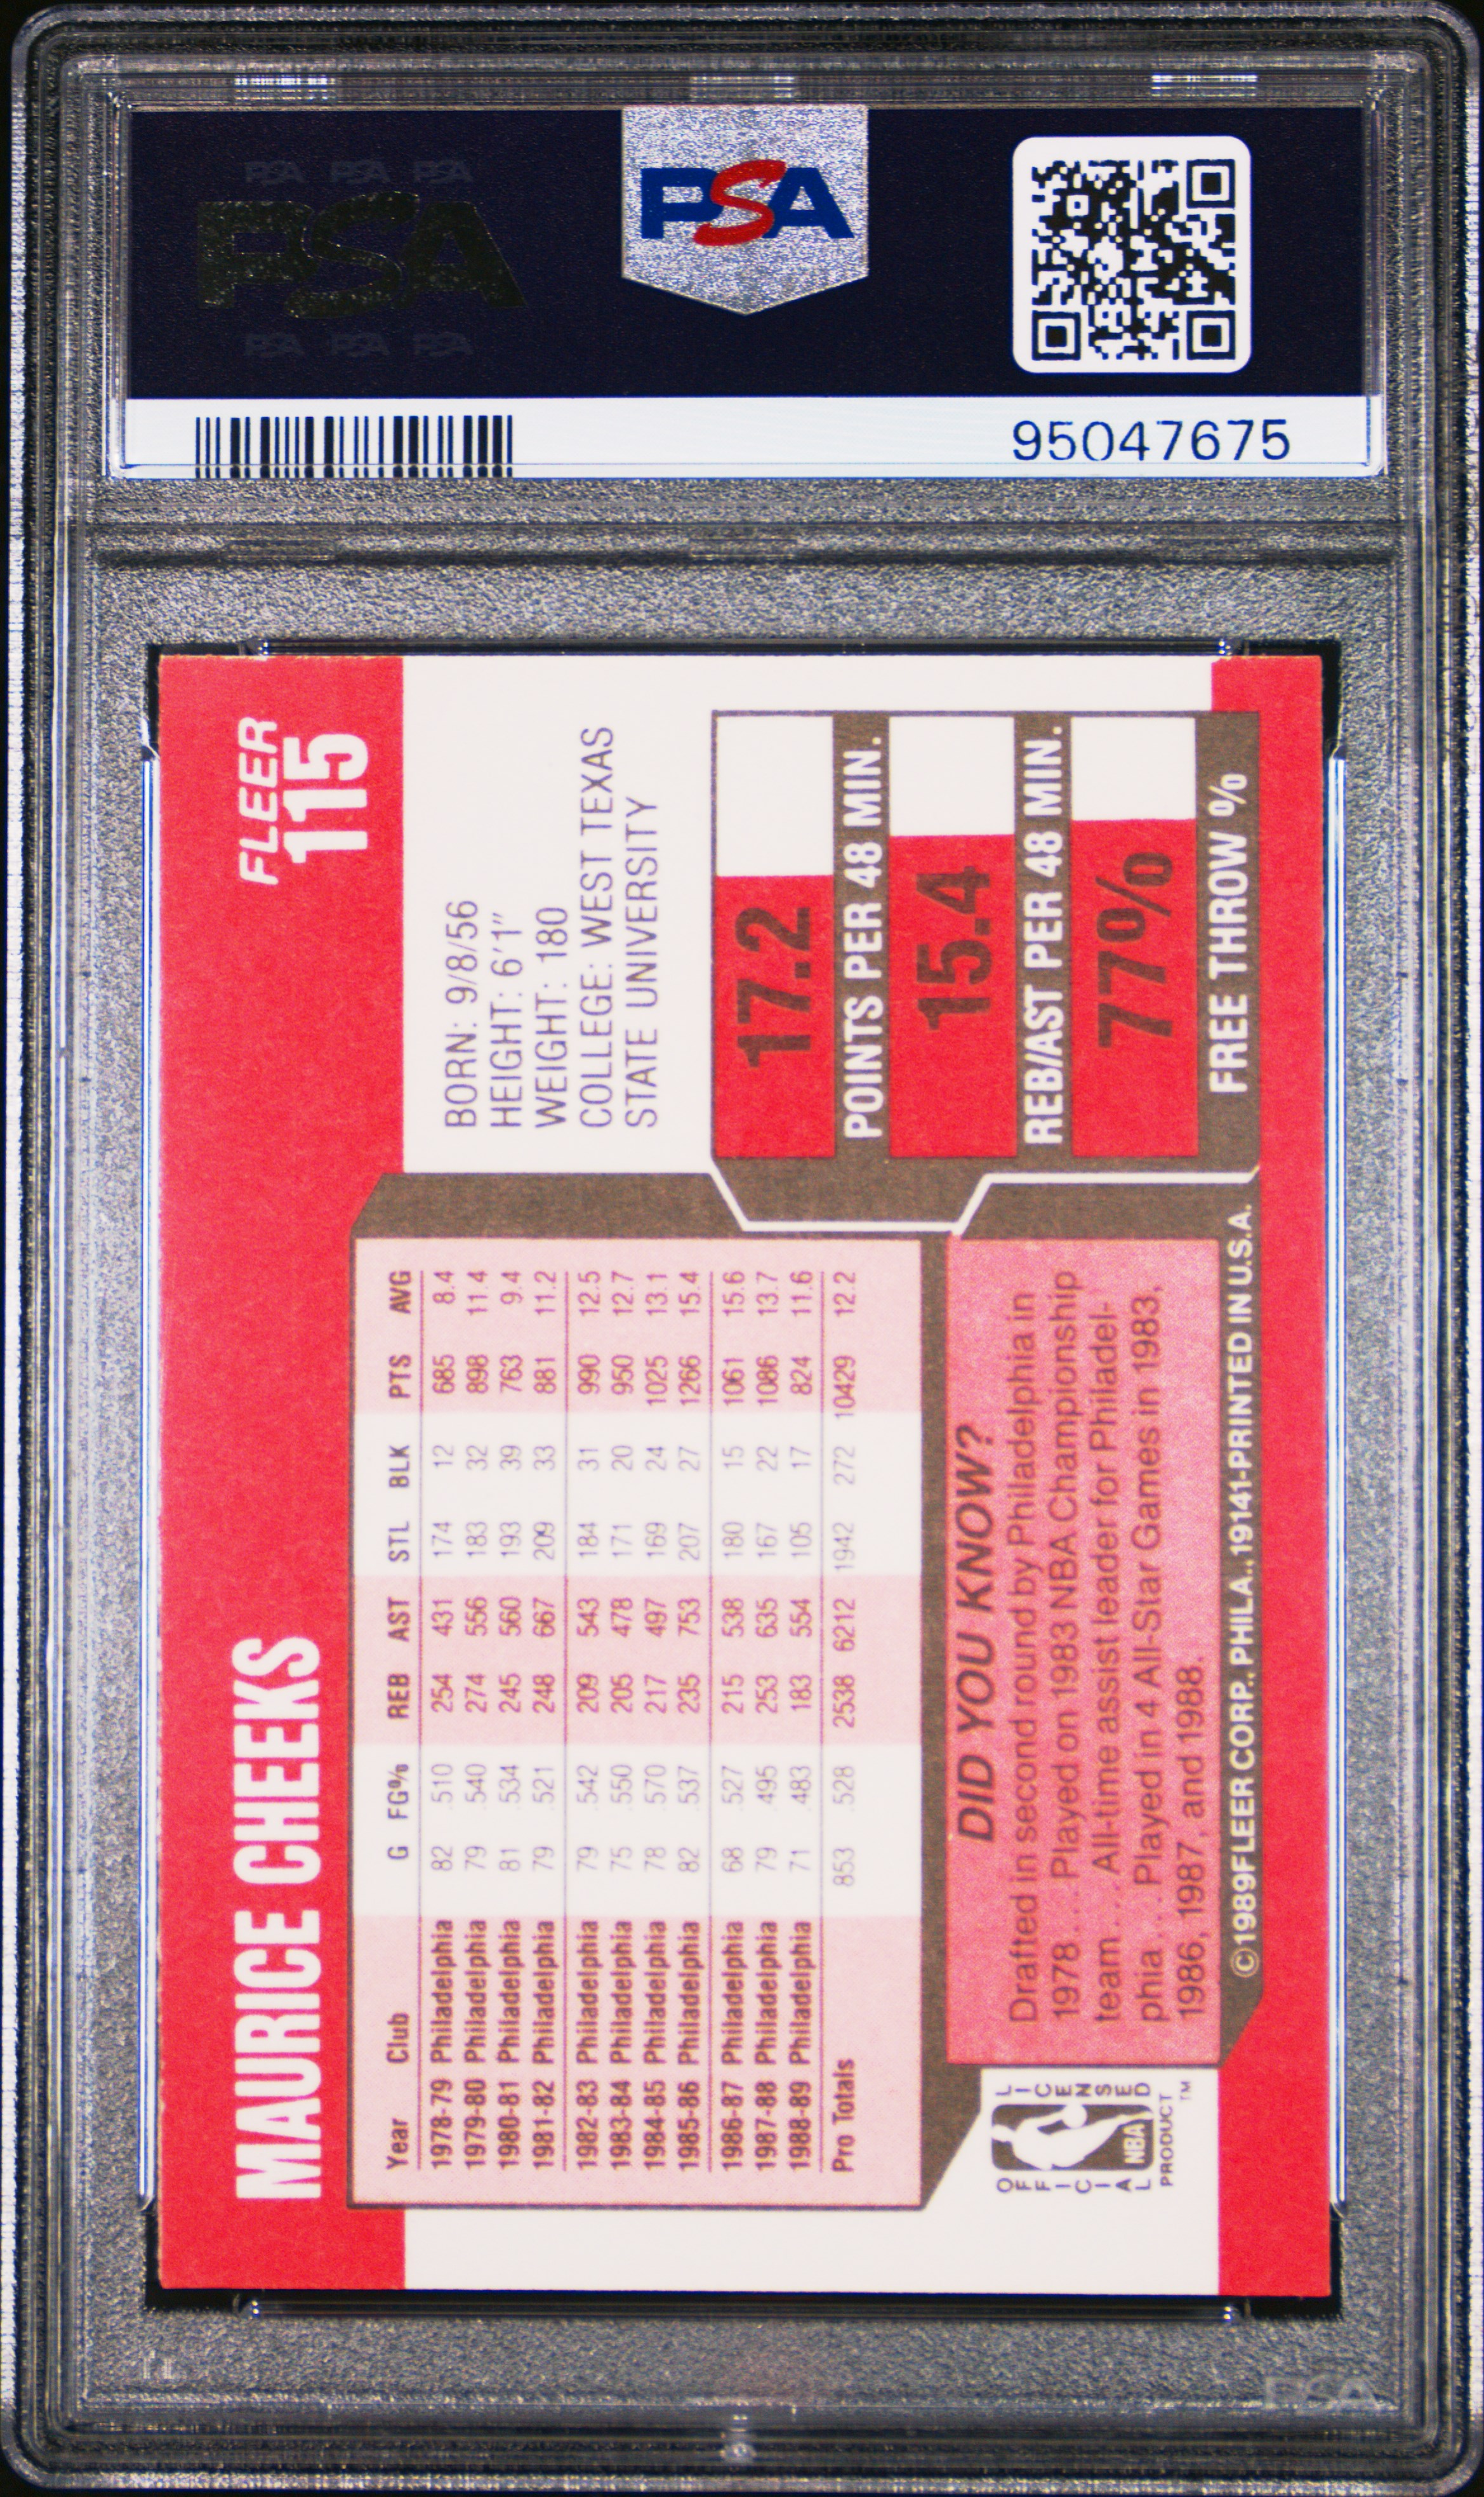 PSA PSA PSA
PSA
PSA PSA PSA
PSA
95047675
FLEER
115
MAURICE CHEEKS
BORN: 9/8/56
HEIGHT: 6'1"
WEIGHT: 180
COLLEGE: WEST TEXAS
STATE UNIVERSITY
Year Club G FG% REB AST STL BLK PTS AVG
1978-79 Philadelphia 82 .510 254 431 174 12 685 8.4
1979-80 Philadelphia 79 .540 274 556 183 32 898 11.4
1980-81 Philadelphia 81 .534 245 560 193 39 763 9.4
1981-82 Philadelphia 79 .521 248 667 209 33 881 11.2
1982-83 Philadelphia 79 .542 209 543 184 31 990 12.5
1983-84 Philadelphia 75 .550 205 478 171 20 950 12.7
1984-85 Philadelphia 78 .570 217 497 169 24 1025 13.1
1985-86 Philadelphia 82 .537 235 753 207 27 1266 15.4
1986-87 Philadelphia 68 .527 215 538 180 15 1061 15.6
1987-88 Philadelphia 79 .495 253 635 167 22 1086 13.7
1988-89 Philadelphia 71 .483 183 554 105 17 824 11.6
Pro Totals 853 .528 2538 6212 1942 272 10429 12.2
17.2
POINTS PER 48 MIN.
15.4
REB/AST PER 48 MIN.
77%
FREE THROW %
DID YOU KNOW?
Drafted in second round by Philadelphia in
1978... Played on 1983 NBA Championship
team... All-time assist leader for Philadel-
phia... Played in 4 All-Star Games in 1983,
1986, 1987, and 1988.
OFFICIAL LICENSED
NBA
PRODUCT™
©1989 FLEER CORP., PHILA., 19141-PRINTED IN U.S.A.
PSA